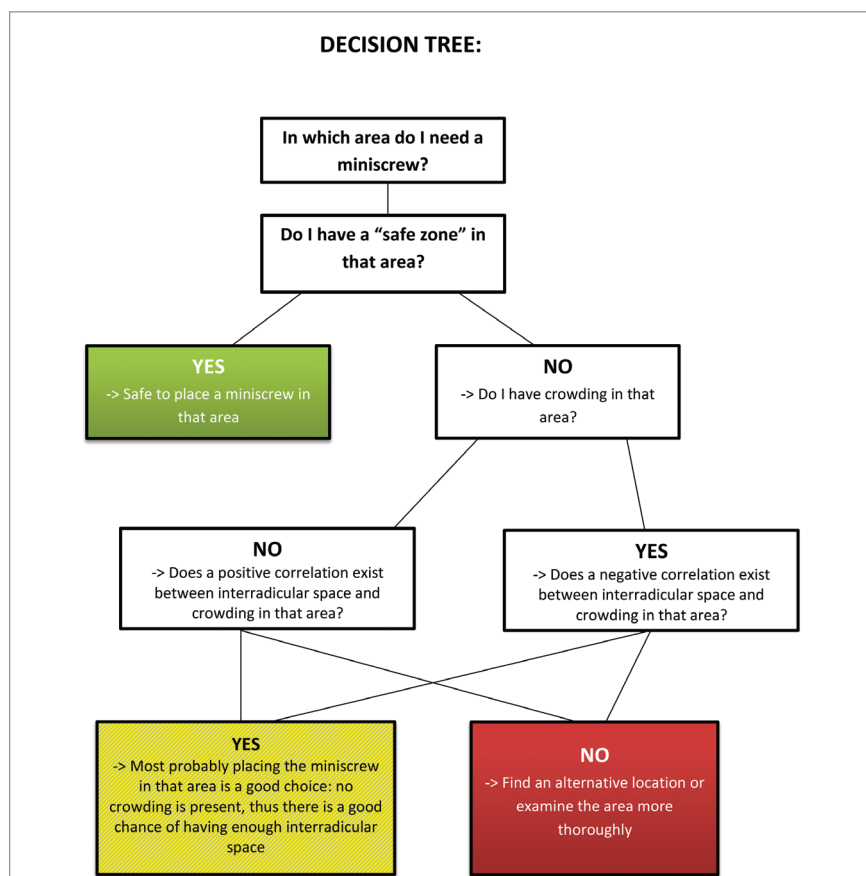 DECISION TREE:
In which area do I need a
miniscrew?
Do I have a “safe zone” in
that area?
YES
-> Safe to place a miniscrew in
that area
NO
-> Do I have crowding in that
area?
NO
-> Does a positive correlation exist
between interradicular space and
crowding in that area?
YES
-> Does a negative correlation exist
between interradicular space and
crowding in that area?
YES
-> Most probably placing the miniscrew
in that area is a good choice: no
crowding is present, thus there is a good
chance of having enough interradicular
space
NO
-> Find an alternative location or
examine the area more
thoroughly